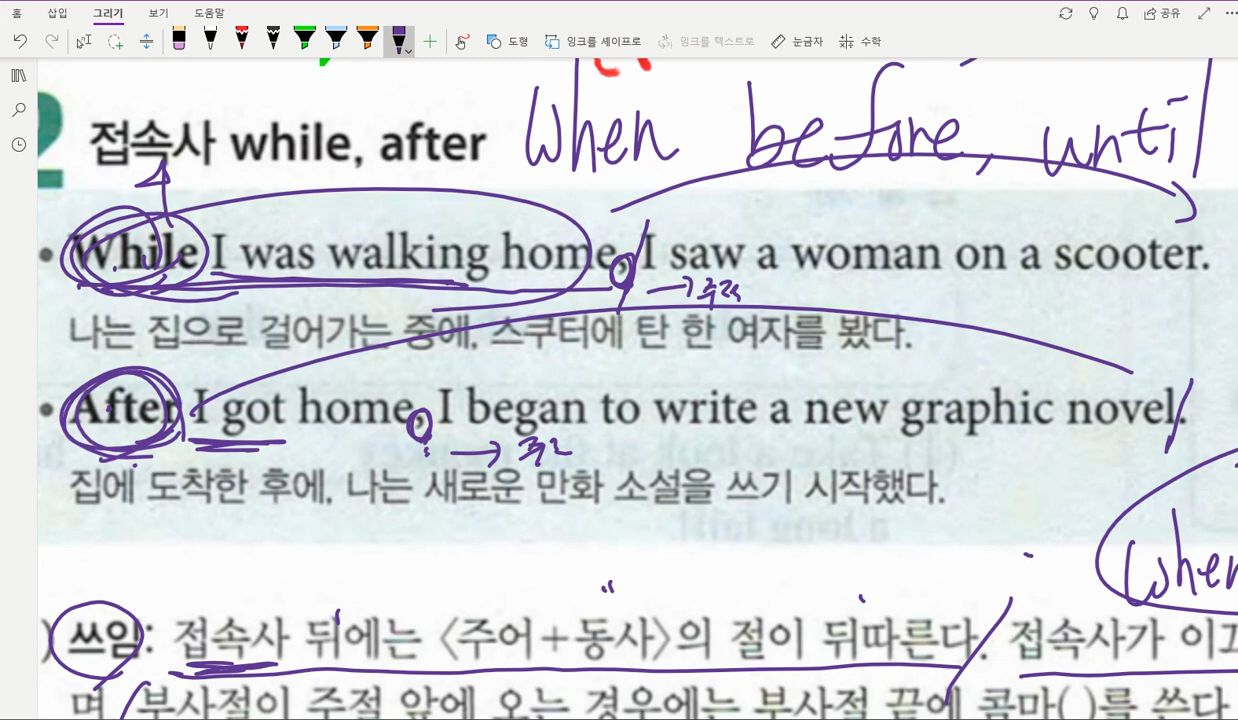 홈 삽입 그리기 보기 도움말 공유
도형 잉크를 셰이프로 잉크를 텍스트로 눈금자 수학
2 접속사 while, after When before, until
• While I was walking home, I saw a woman on a scooter.
→주절
나는 집으로 걸어가는 중에, 스쿠터에 탄 한 여자를 봤다.
• After I got home, I began to write a new graphic novel.
→
집에 도착한 후에, 나는 새로운 만화 소설을 쓰기 시작했다.
when
) 쓰임: 접속사 뒤에는 〈주어+동사〉의 절이 뒤따른다. 접속사가 이끄
며, 부사절이 주절 앞에 오는 경우에는 부사절 끝에 콤마( )를 쓴다